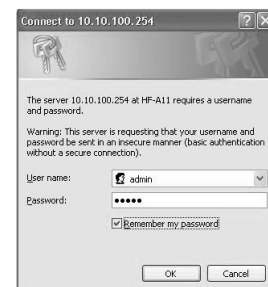 Connect to 10.10.100.254
The server 10.10.100.254 at HF-A11 requires a username
and password.
Warning: This server is requesting that your username and
password be sent in an insecure manner (basic authentication
without a secure connection).
User name:
admin
Password:
•••••
Remember my password
OK
Cancel